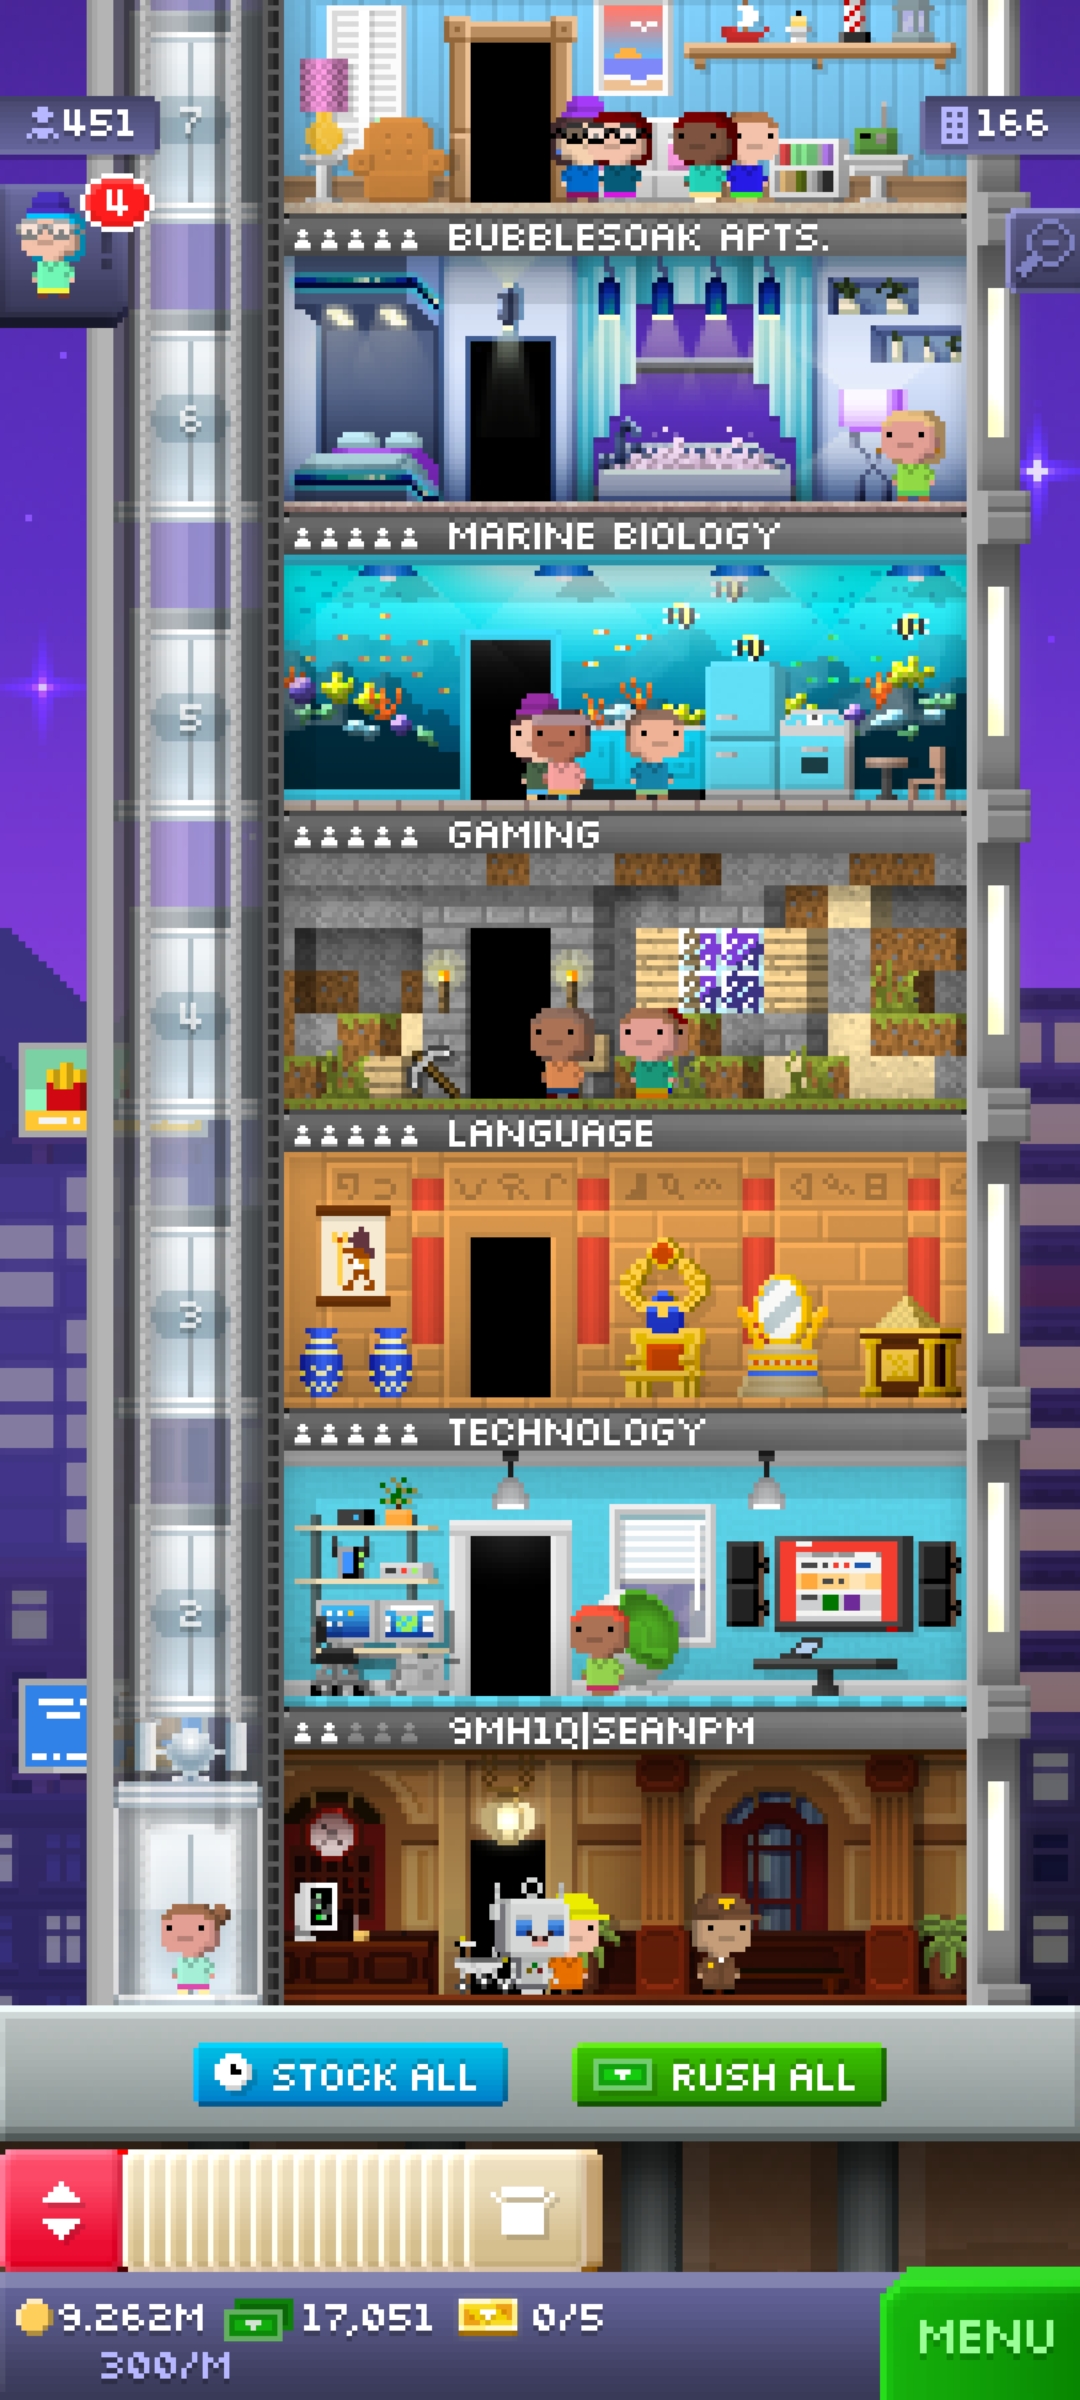 7
451
166
4
BUBBLESOAK APTS.
6
MARINE BIOLOGY
5
GAMING
4
LANGUAGE
3
TECHNOLOGY
2
9MH1Q|SEANPM
STOCK ALL
RUSH ALL
9.262M
17,051
0/5
300/M
MENU